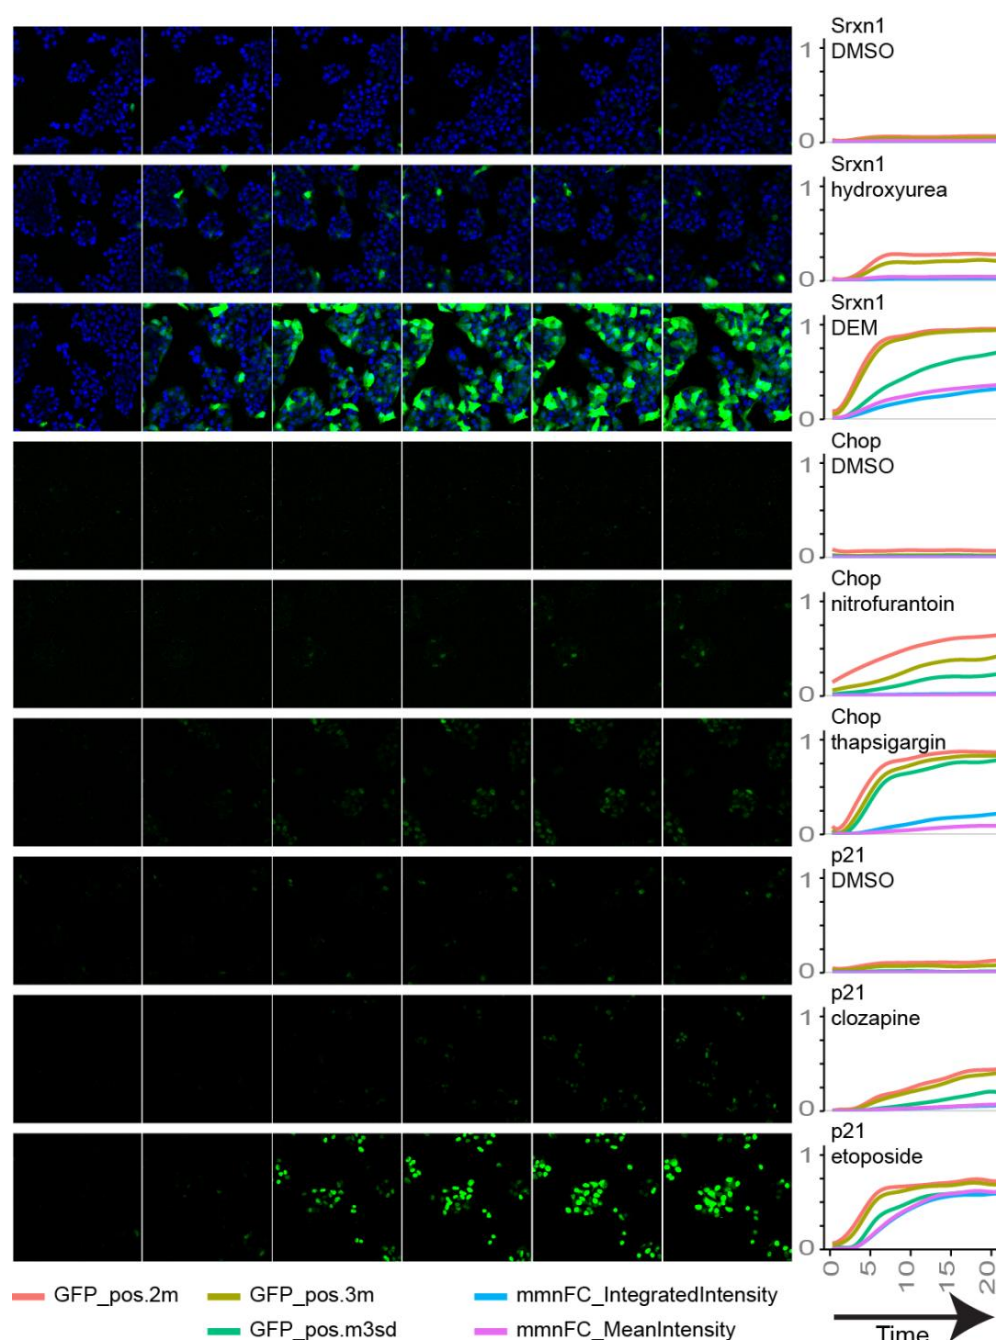 Srxn1
DMSO
1
0
Srxn1
hydroxyurea
1
0
Srxn1
DEM
1
0
Chop
DMSO
1
0
Chop
nitrofurantoin
1
0
Chop
thapsigargin
1
0
p21
DMSO
1
0
p21
clozapine
1
0
p21
etoposide
1
0
0 5 10 15 20
GFP_pos.2m GFP_pos.3m mmnFC_IntegratedIntensity
GFP_pos.m3sd mmnFC_MeanIntensity
Time